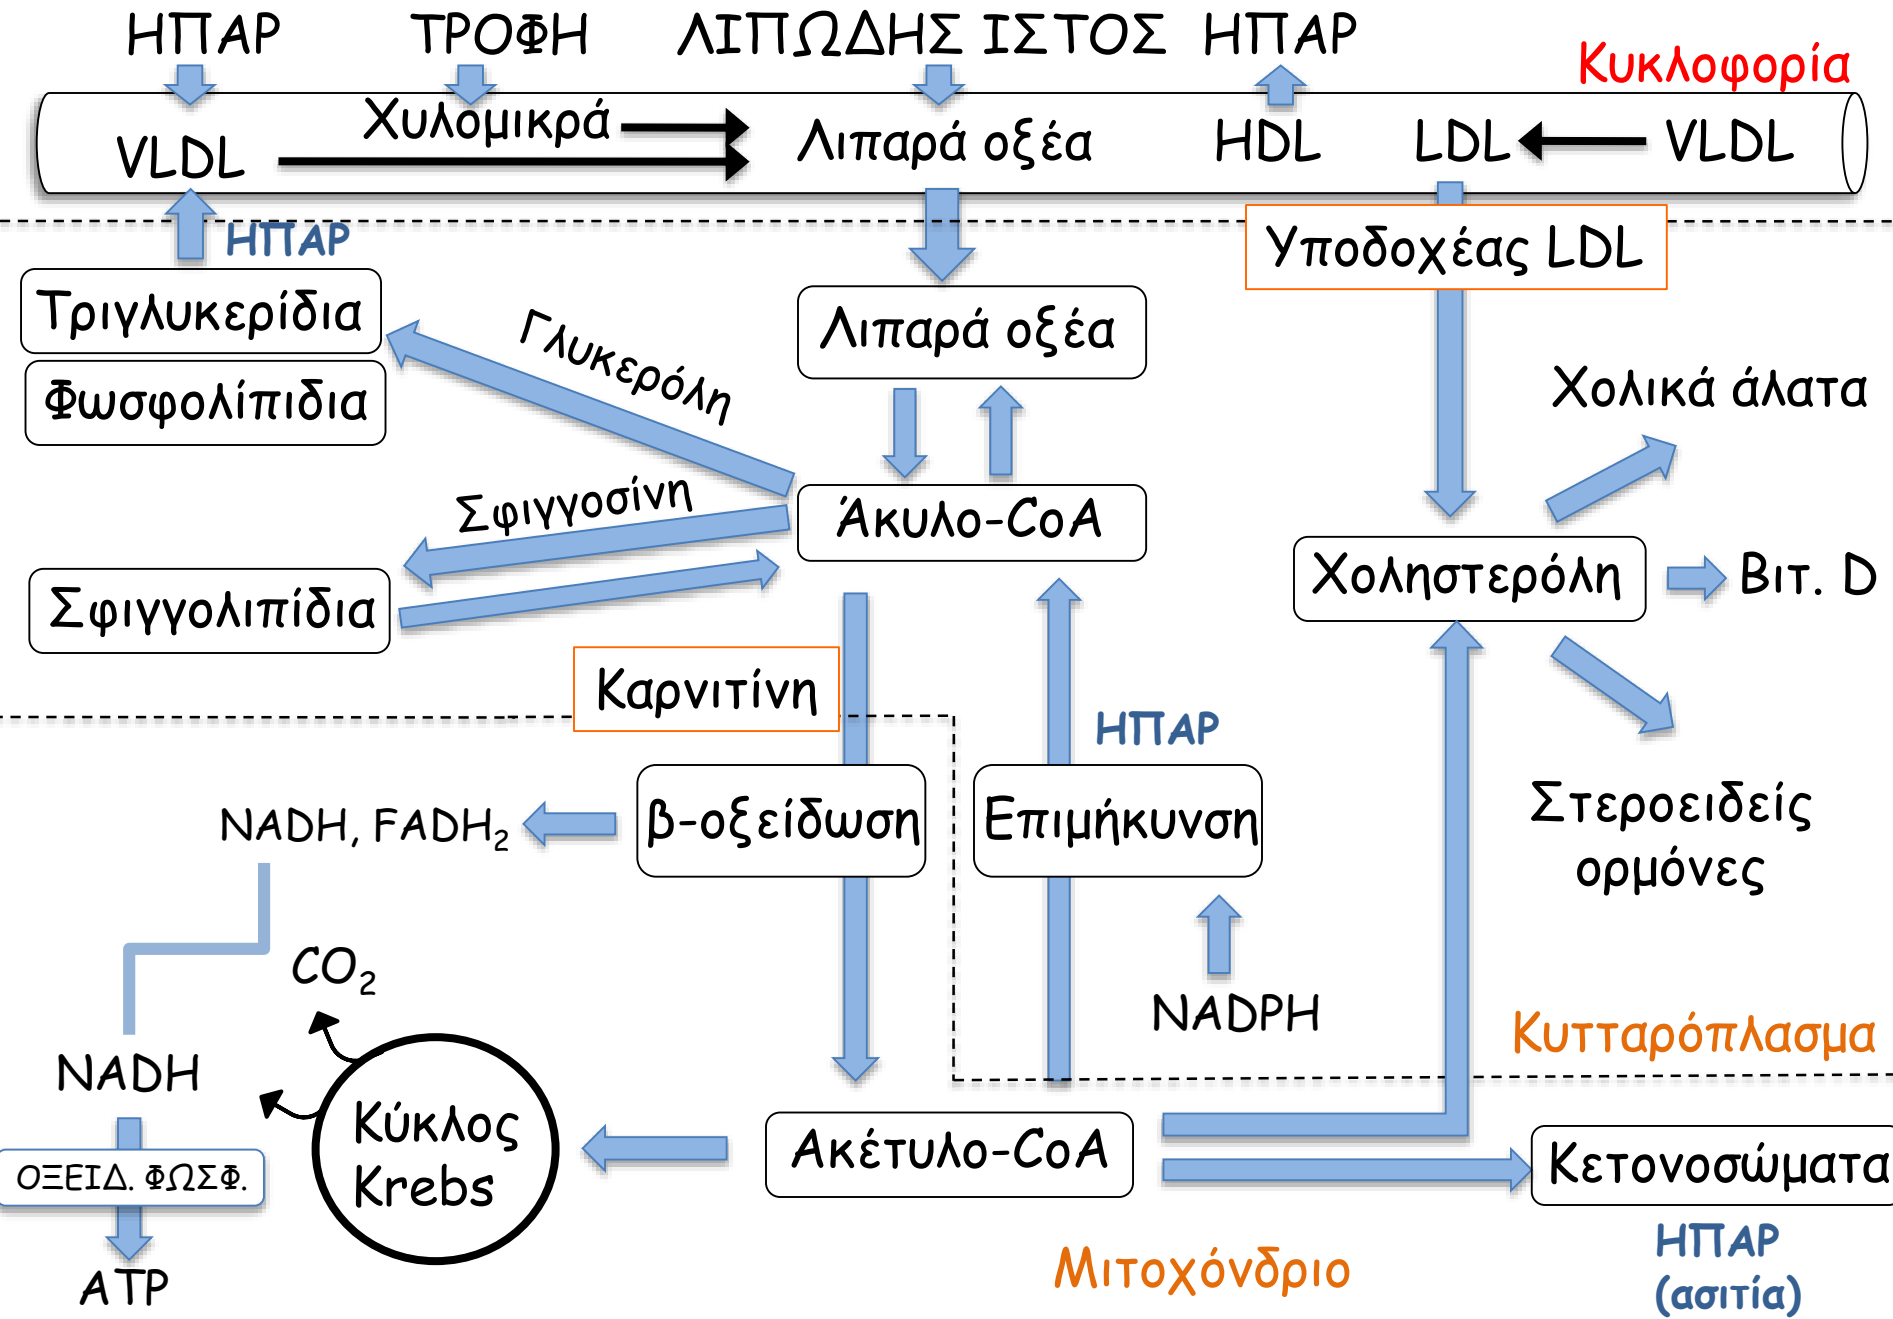 ΗΠΑΡ
ΤΡΟΦΗ
ΛΙΠΩΔΗΣ ΙΣΤΟΣ
ΗΠΑΡ
Κυκλοφορία
Χυλομικρά
VLDL
Λιπαρά οξέα
HDL
LDL
VLDL
ΗΠΑΡ
Υποδοχέας LDL
Τριγλυκερίδια
Γλυκερόλη
Λιπαρά οξέα
Φωσφολίπιδια
Χολικά άλατα
Σφιγγοσίνη
Άκυλο-CoA
Χοληστερόλη
Βιτ. D
Σφιγγολιπίδια
Καρνιτίνη
ΗΠΑΡ
NADH, FADH2
β-οξείδωση
Επιμήκυνση
Στεροειδείς
ορμόνες
CO2
NADPH
Κυτταρόπλασμα
NADH
Κύκλος
Krebs
Ακέτυλο-CoA
Κετονοσώματα
ΟΞΕΙΔ. ΦΩΣΦ.
ΗΠΑΡ
(ασιτία)
Μιτοχόνδριο
ATP